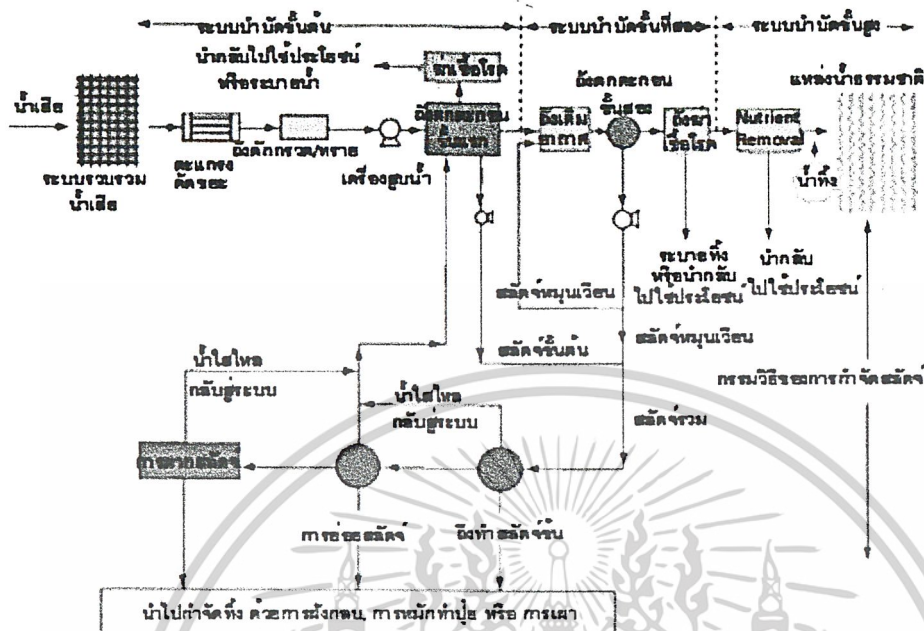 ระบบบำบัดขั้นต้น
ระบบบำบัดขั้นที่สอง
ระบบบำบัดขั้นสูง
นำกลับไปใช้ประโยชน์
หรือระบายน้ำ
ฆ่าเชื้อโรค
ถังตกตะกอน
ขั้นสอง
แหล่งน้ำธรรมชาติ
น้ำเสีย
ถังตกตะกอน
ขั้นแรก
ถังเติม
อากาศ
ถังฆ่า
เชื้อโรค
Nutrient
Removal
ตะแกรง
ดักขยะ
ถังดักกรวด/ทราย
เครื่องสูบน้ำ
น้ำทิ้ง
ระบบรวบรวม
น้ำเสีย
ระบายทิ้ง
หรือนำกลับ
ไปใช้ประโยชน์
นำกลับ
ไปใช้ประโยชน์
สลัดจ์หมุนเวียน
สลัดจ์หมุนเวียน
สลัดจ์ขั้นต้น
น้ำใสไหล
กลับสู่ระบบ
น้ำใสไหล
กลับสู่ระบบ
กรรมวิธีของการกำจัดสลัดจ์
สลัดจ์รวม
การตากสลัดจ์
การย่อยสลัดจ์
ถังทำสลัดจ์ข้น
นำไปกำจัดทิ้ง ด้วยการฝังกลบ, การหมักทำปุ๋ย หรือ การเผา